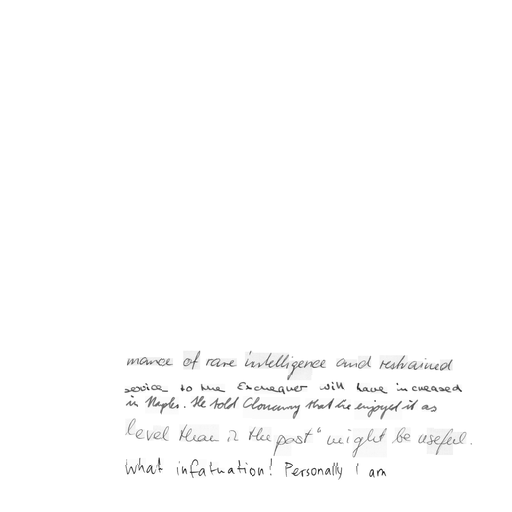 mance of rare intelligence and restrained
service to the Exchequer will have increased
in Naples. He told Clowany that he enjoyed it as
level than in the past" might be useful.
What infatuation! Personally I am